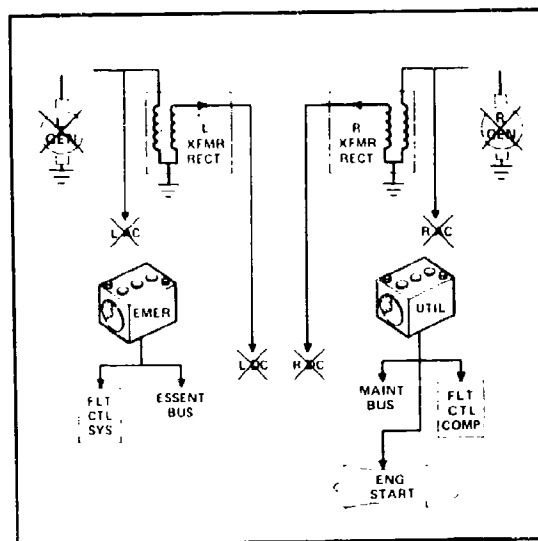 L
GEN
L
XFMR
RECT
R
XFMR
RECT
R
GEN
L AC
R AC
EMER
UTIL
L DC
R DC
FLT
CTL
SYS
ESSENT
BUS
MAINT
BUS
FLT
CTL
COMP
ENG
START